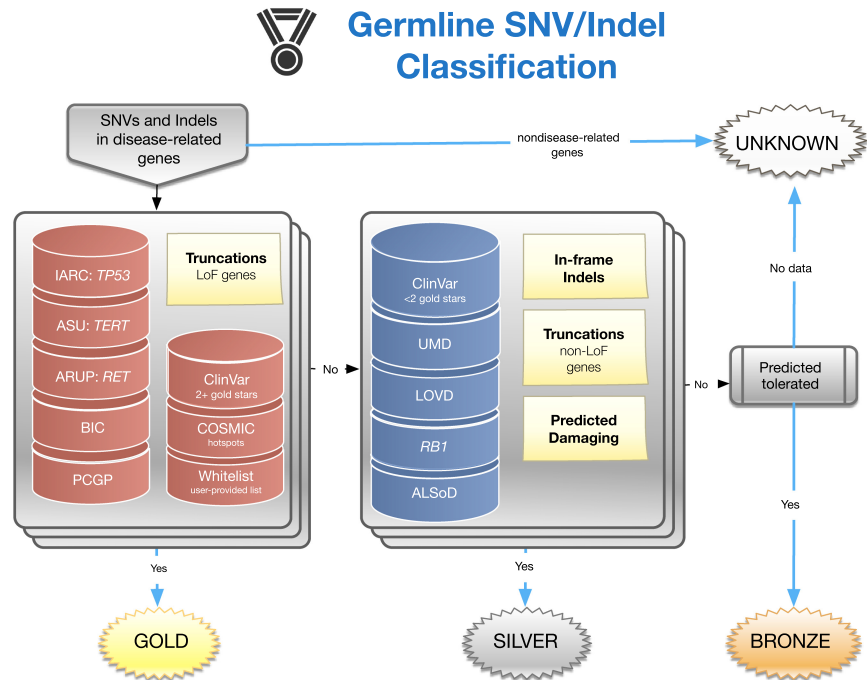 Germline SNV/Indel
Classification
SNVs and Indels
in disease-related
genes
nondisease-related
genes
UNKNOWN
IARC: TP53
ASU: TERT
ARUP: RET
BIC
PCGP
Truncations
LoF genes
ClinVar
2+ gold stars
COSMIC
hotspots
Whitelist
user-provided list
No
ClinVar
<2 gold stars
UMD
LOVD
RB1
ALSoD
In-frame
Indels
Truncations
non-LoF
genes
Predicted
Damaging
No
No data
Predicted
tolerated
Yes
Yes
Yes
GOLD
SILVER
BRONZE